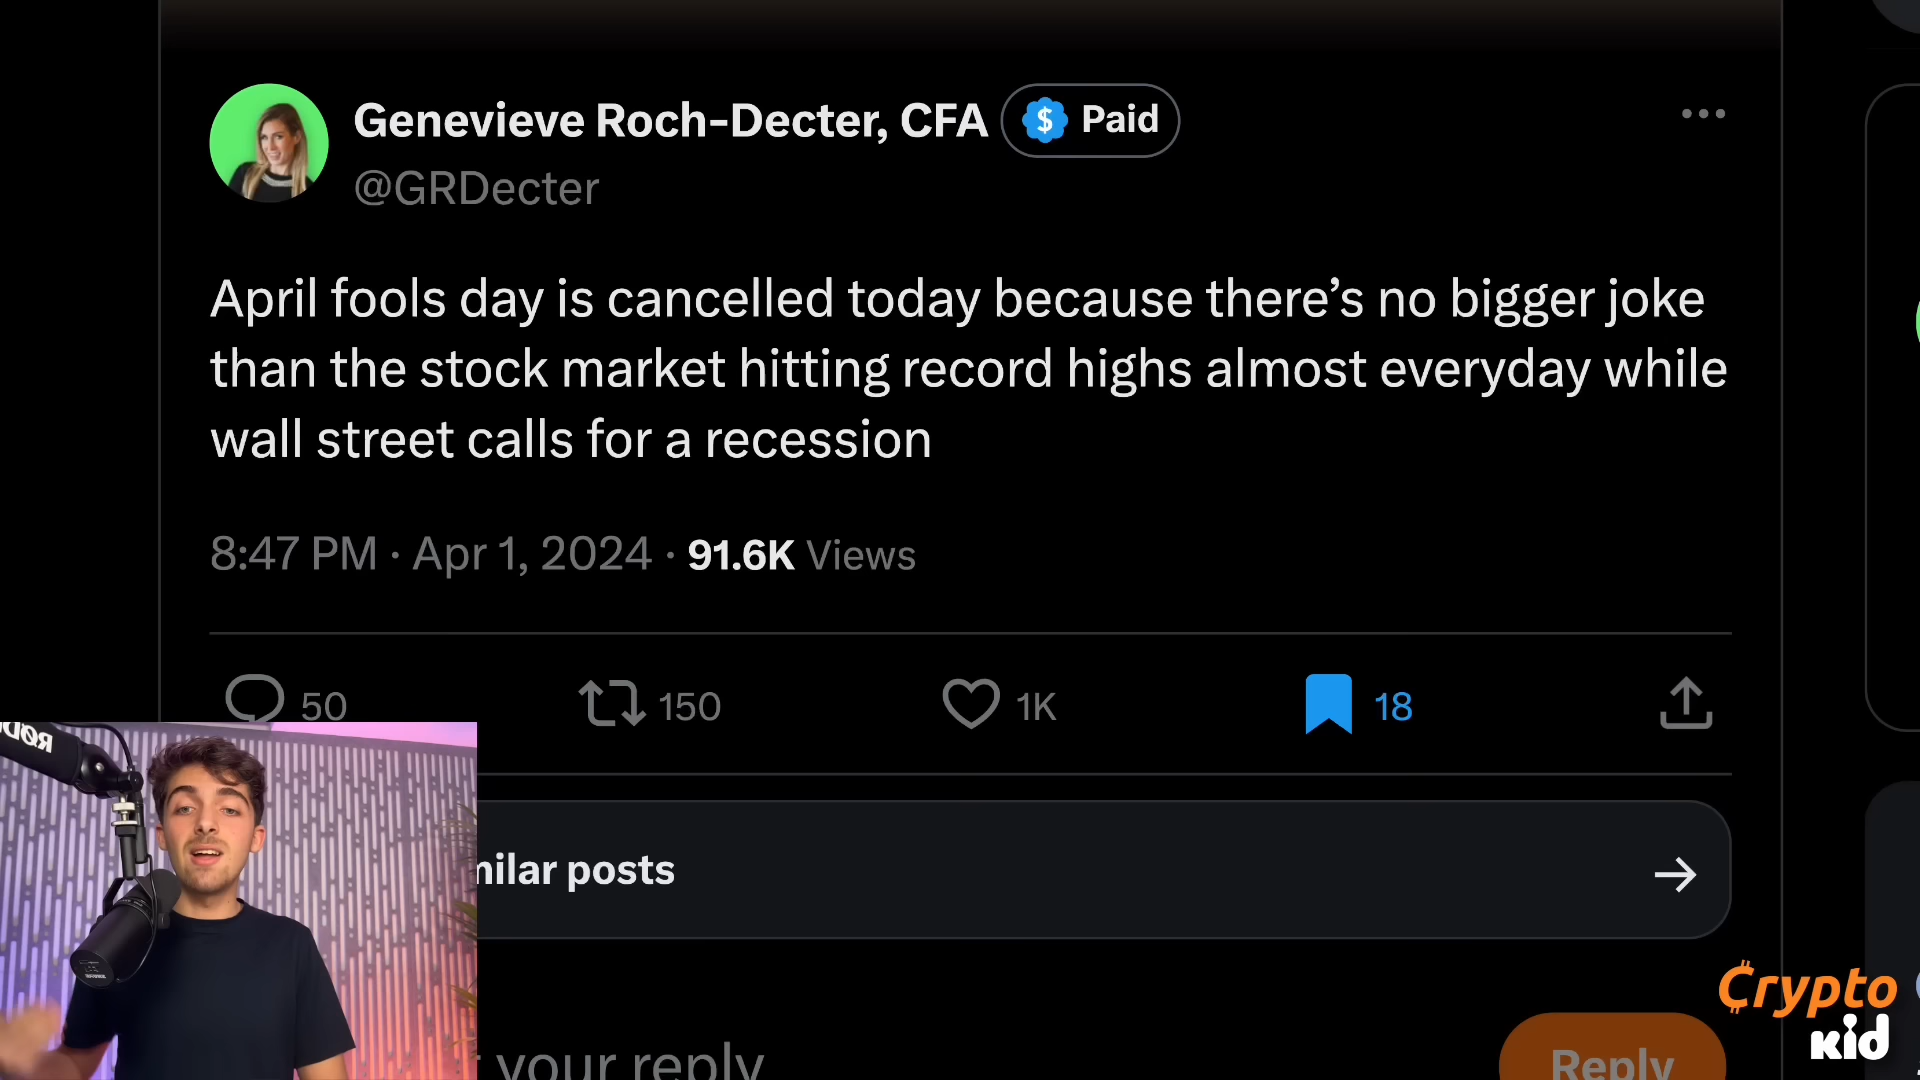 Genevieve Roch-Decter, CFA $ Paid
@GRDecter
April fools day is cancelled today because there’s no bigger joke
than the stock market hitting record highs almost everyday while
wall street calls for a recession
8:47 PM · Apr 1, 2024 · 91.6K Views
50 150 1K 18
RØDE
nilar posts
your reply
Reply
Crypto
Kid